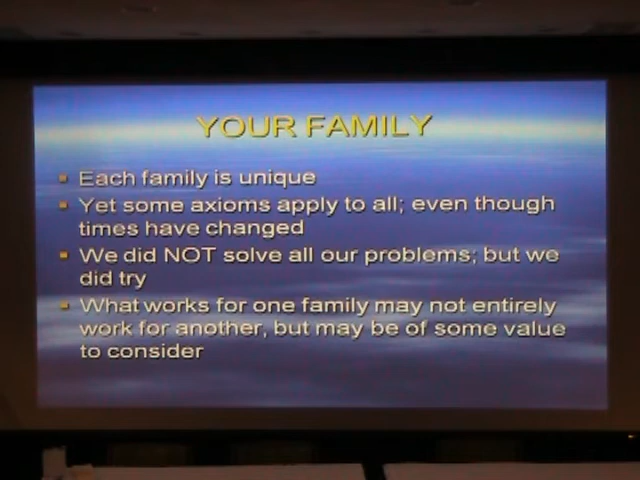 YOUR FAMILY
Each family is unique
Yet some axioms apply to all; even though
times have changed
We did NOT solve all our problems; but we
did try
What works for one family may not entirely
work for another, but may be of some value
to consider